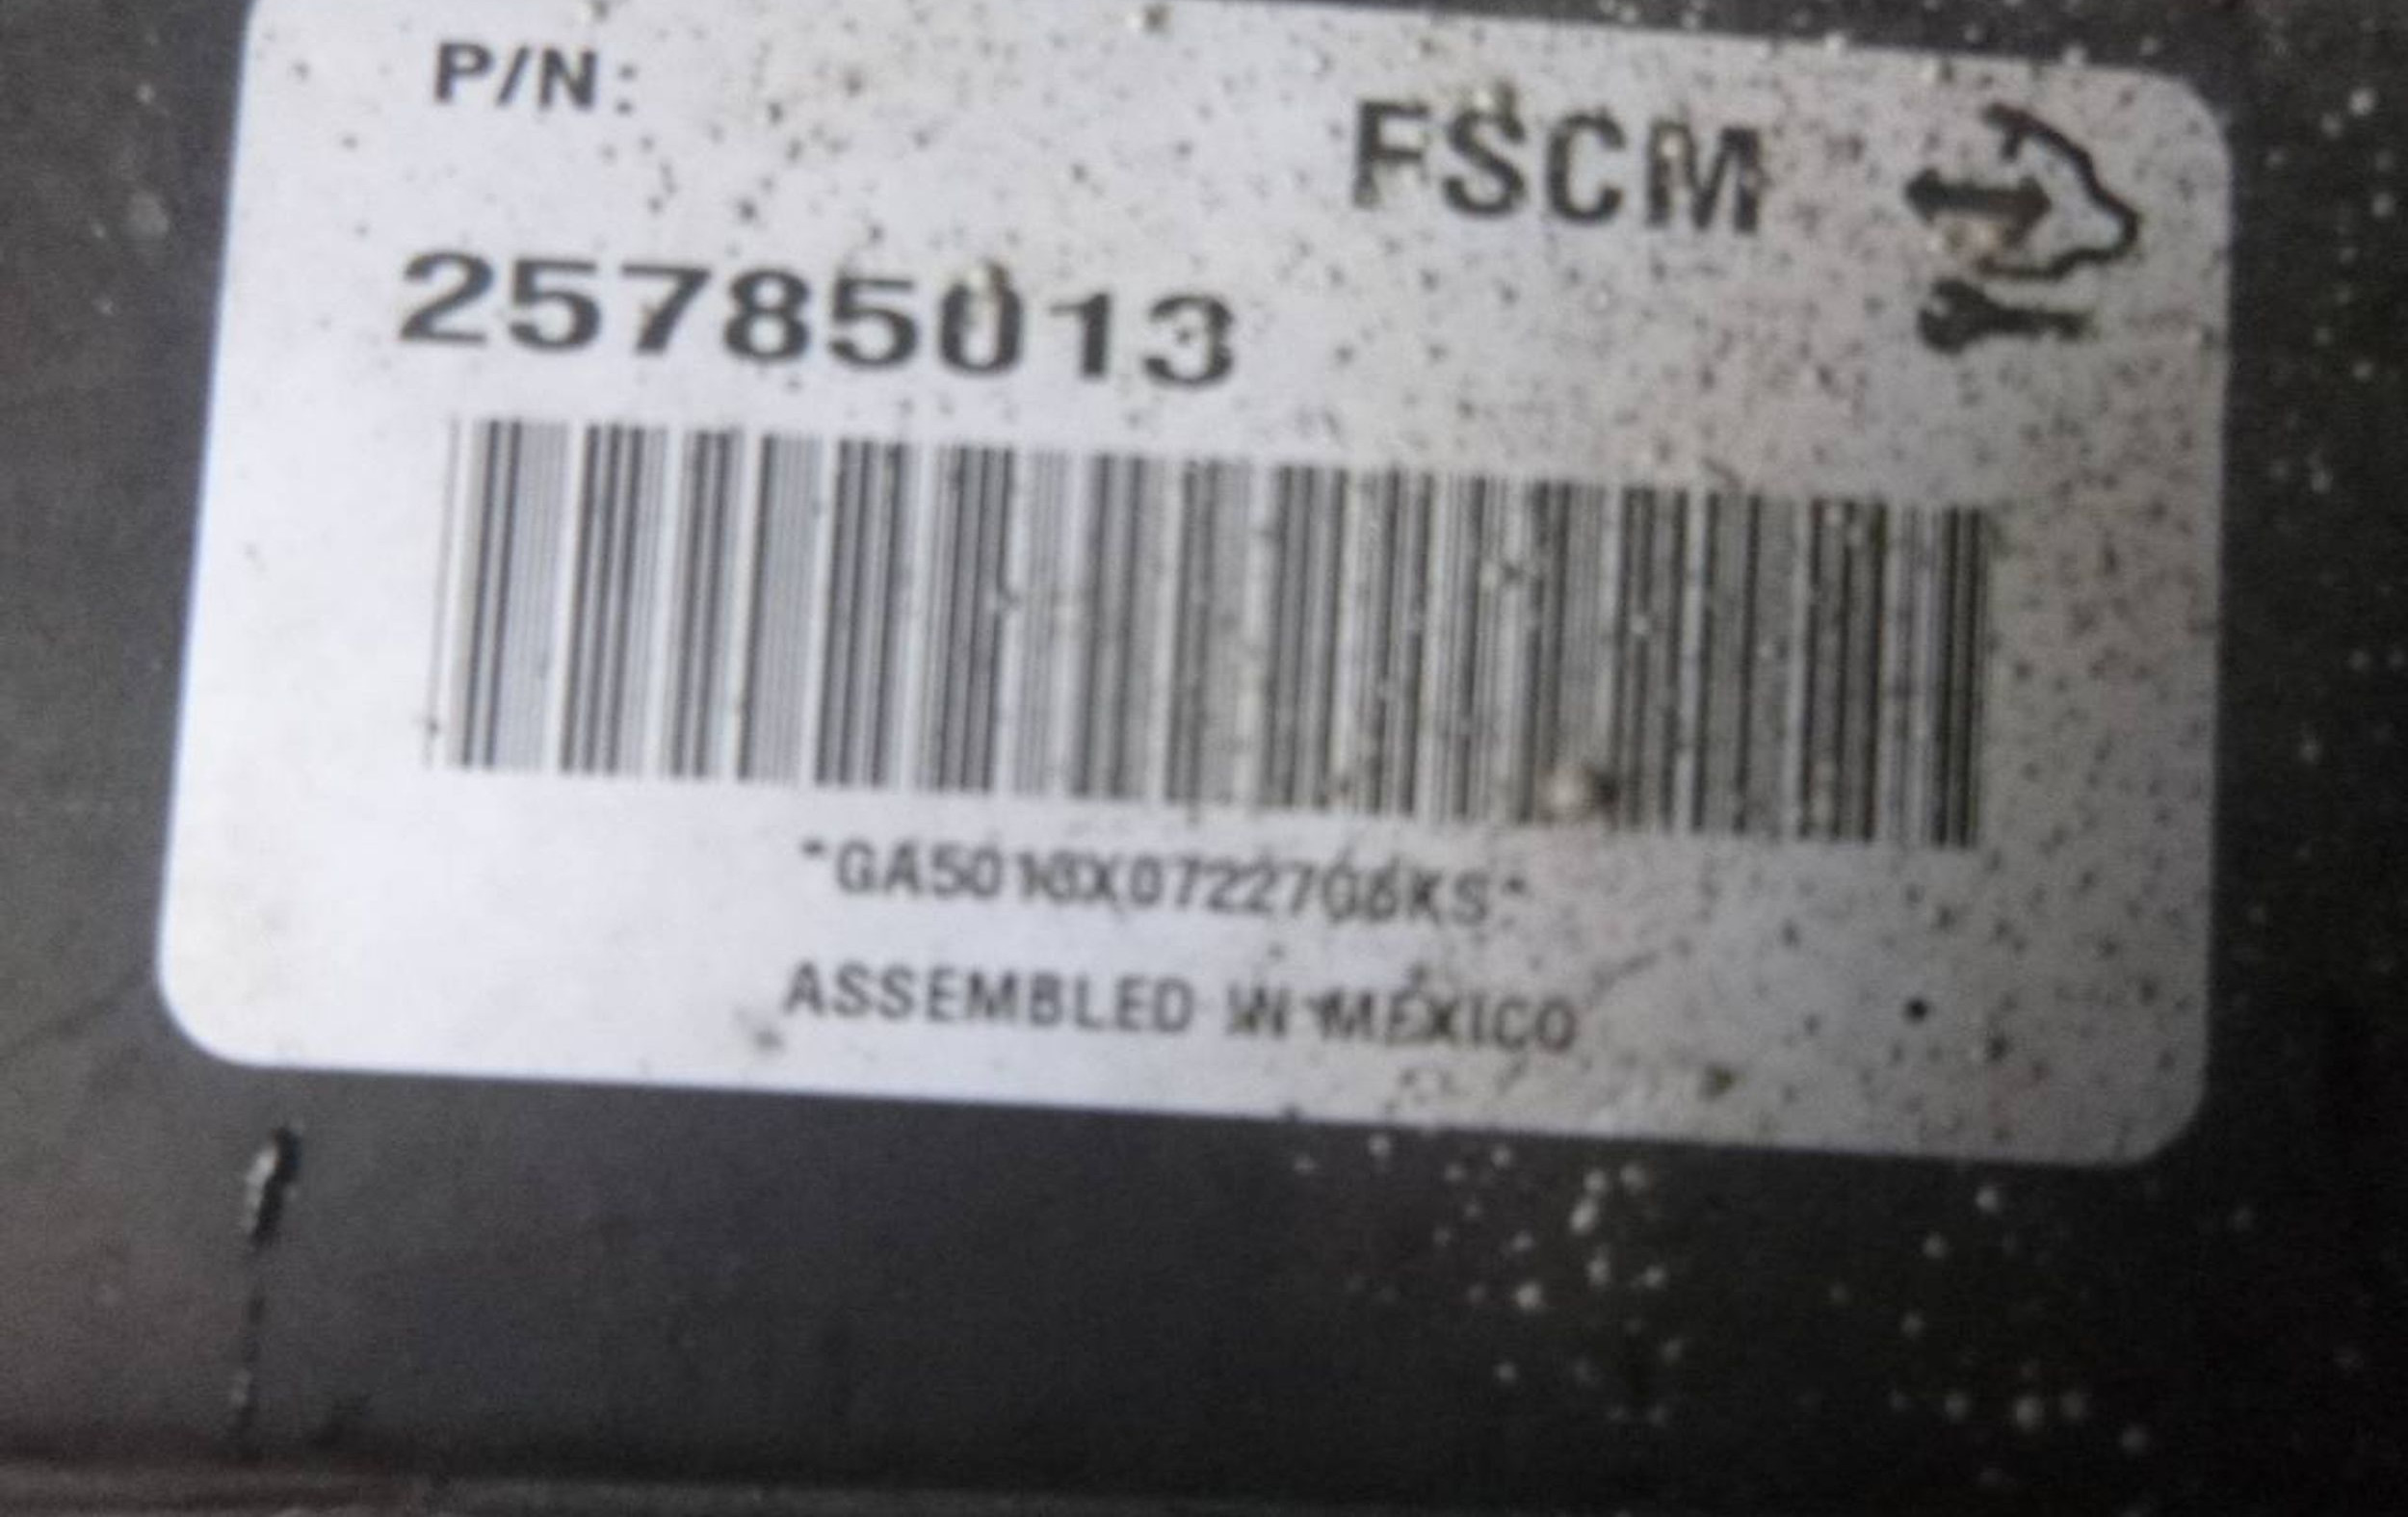 P/N:
FSCM
25785013
ASSEMBLED IN MEXICO